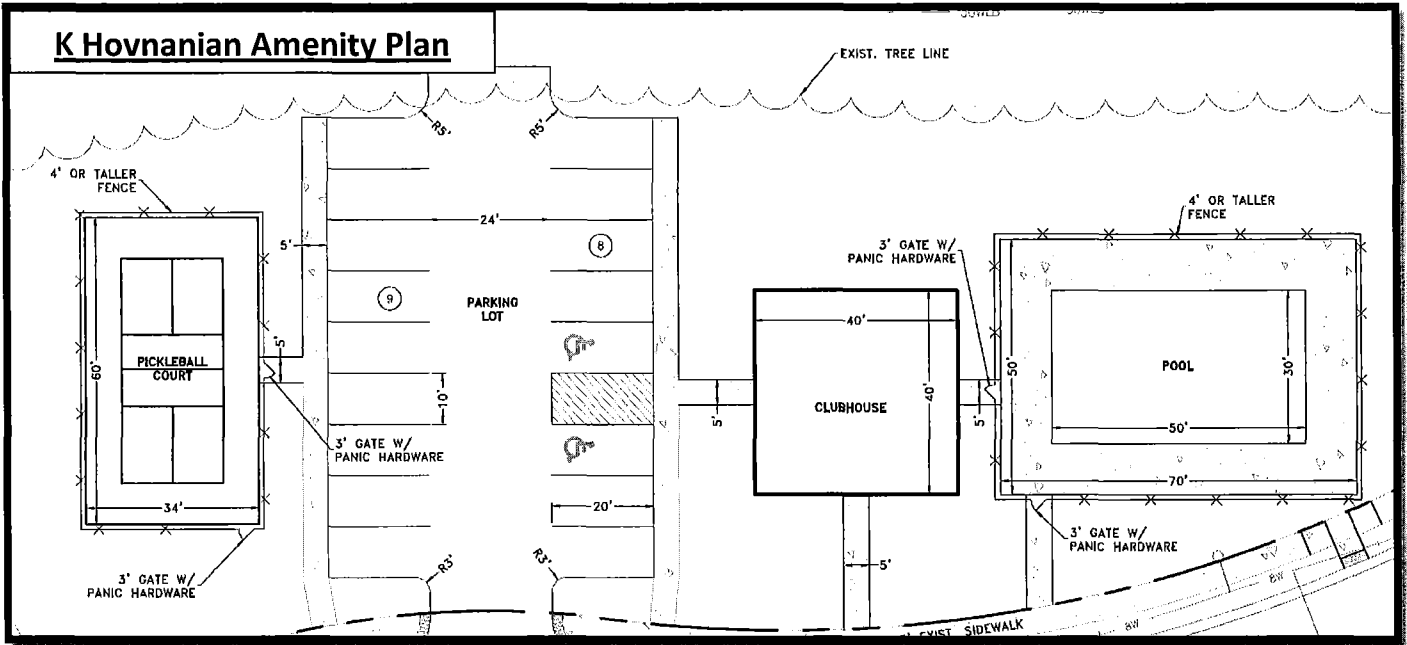 K Hovnanian Amenity Plan
EXIST. TREE LINE
R5'
R5'
4' OR TALLER
FENCE
24'
5'
8
9
PARKING
LOT
4' OR TALLER
FENCE
3' GATE W/
PANIC HARDWARE
PICKLEBALL
COURT
60'
5'
34'
10'
3' GATE W/
PANIC HARDWARE
20'
3' GATE W/
PANIC HARDWARE
R3'
R3'
40'
40'
CLUBHOUSE
5'
5'
5'
50'
POOL
30'
50'
70'
3' GATE W/
PANIC HARDWARE
EXIST SIDEWALK
8W
8W